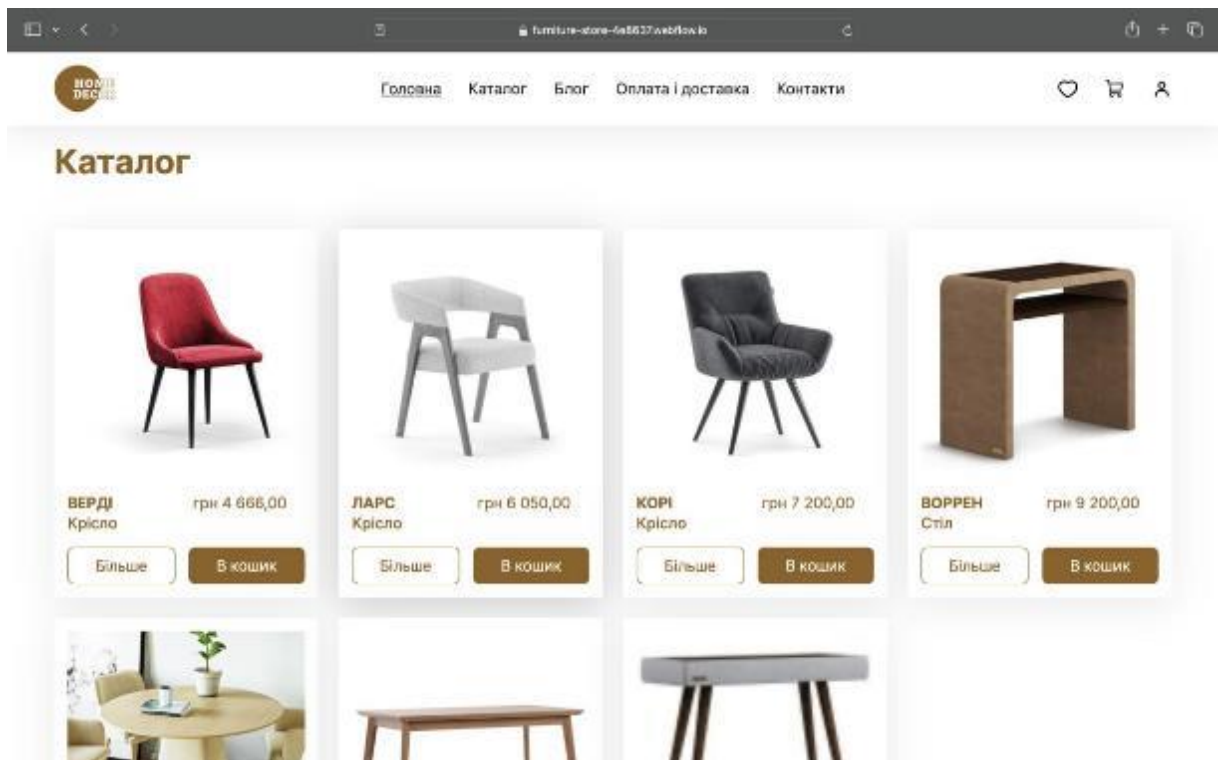 furniture-store-4e8637.webflow.io
HOME
DECOR
Головна Каталог Блог Оплата і доставка Контакти
Каталог
ВЕРДІ грн 4 666,00
Крісло
Більше В кошик
ЛАРС грн 6 050,00
Крісло
Більше В кошик
КОРІ грн 7 200,00
Крісло
Більше В кошик
ВОРРЕН грн 9 200,00
Стіл
Більше В кошик